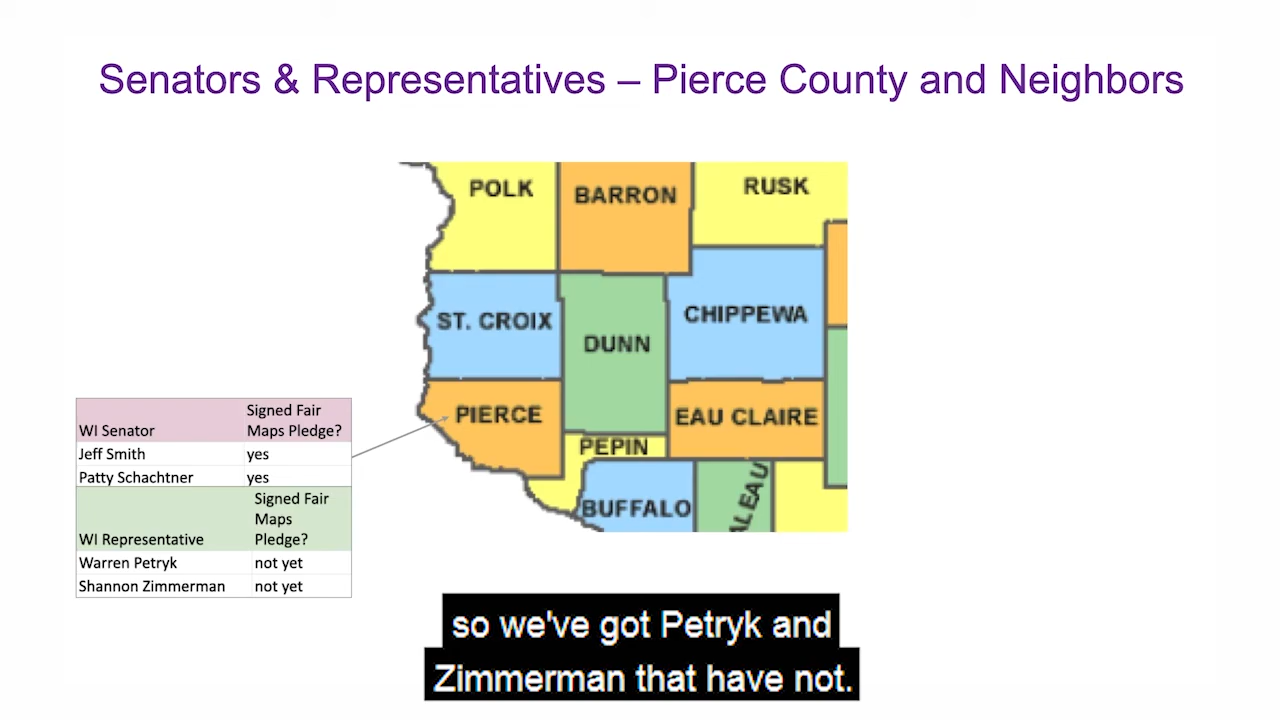 Senators & Representatives – Pierce County and Neighbors
POLK
BARRON
RUSK
ST. CROIX
DUNN
CHIPPEWA
PIERCE
EAU CLAIRE
PEPIN
BUFFALO
ALEAU
WI Senator Signed Fair
Maps Pledge?
Jeff Smith yes
Patty Schachtner yes
WI Representative Signed Fair
Maps
Pledge?
Warren Petryk not yet
Shannon Zimmerman not yet
so we've got Petryk and
Zimmerman that have not.